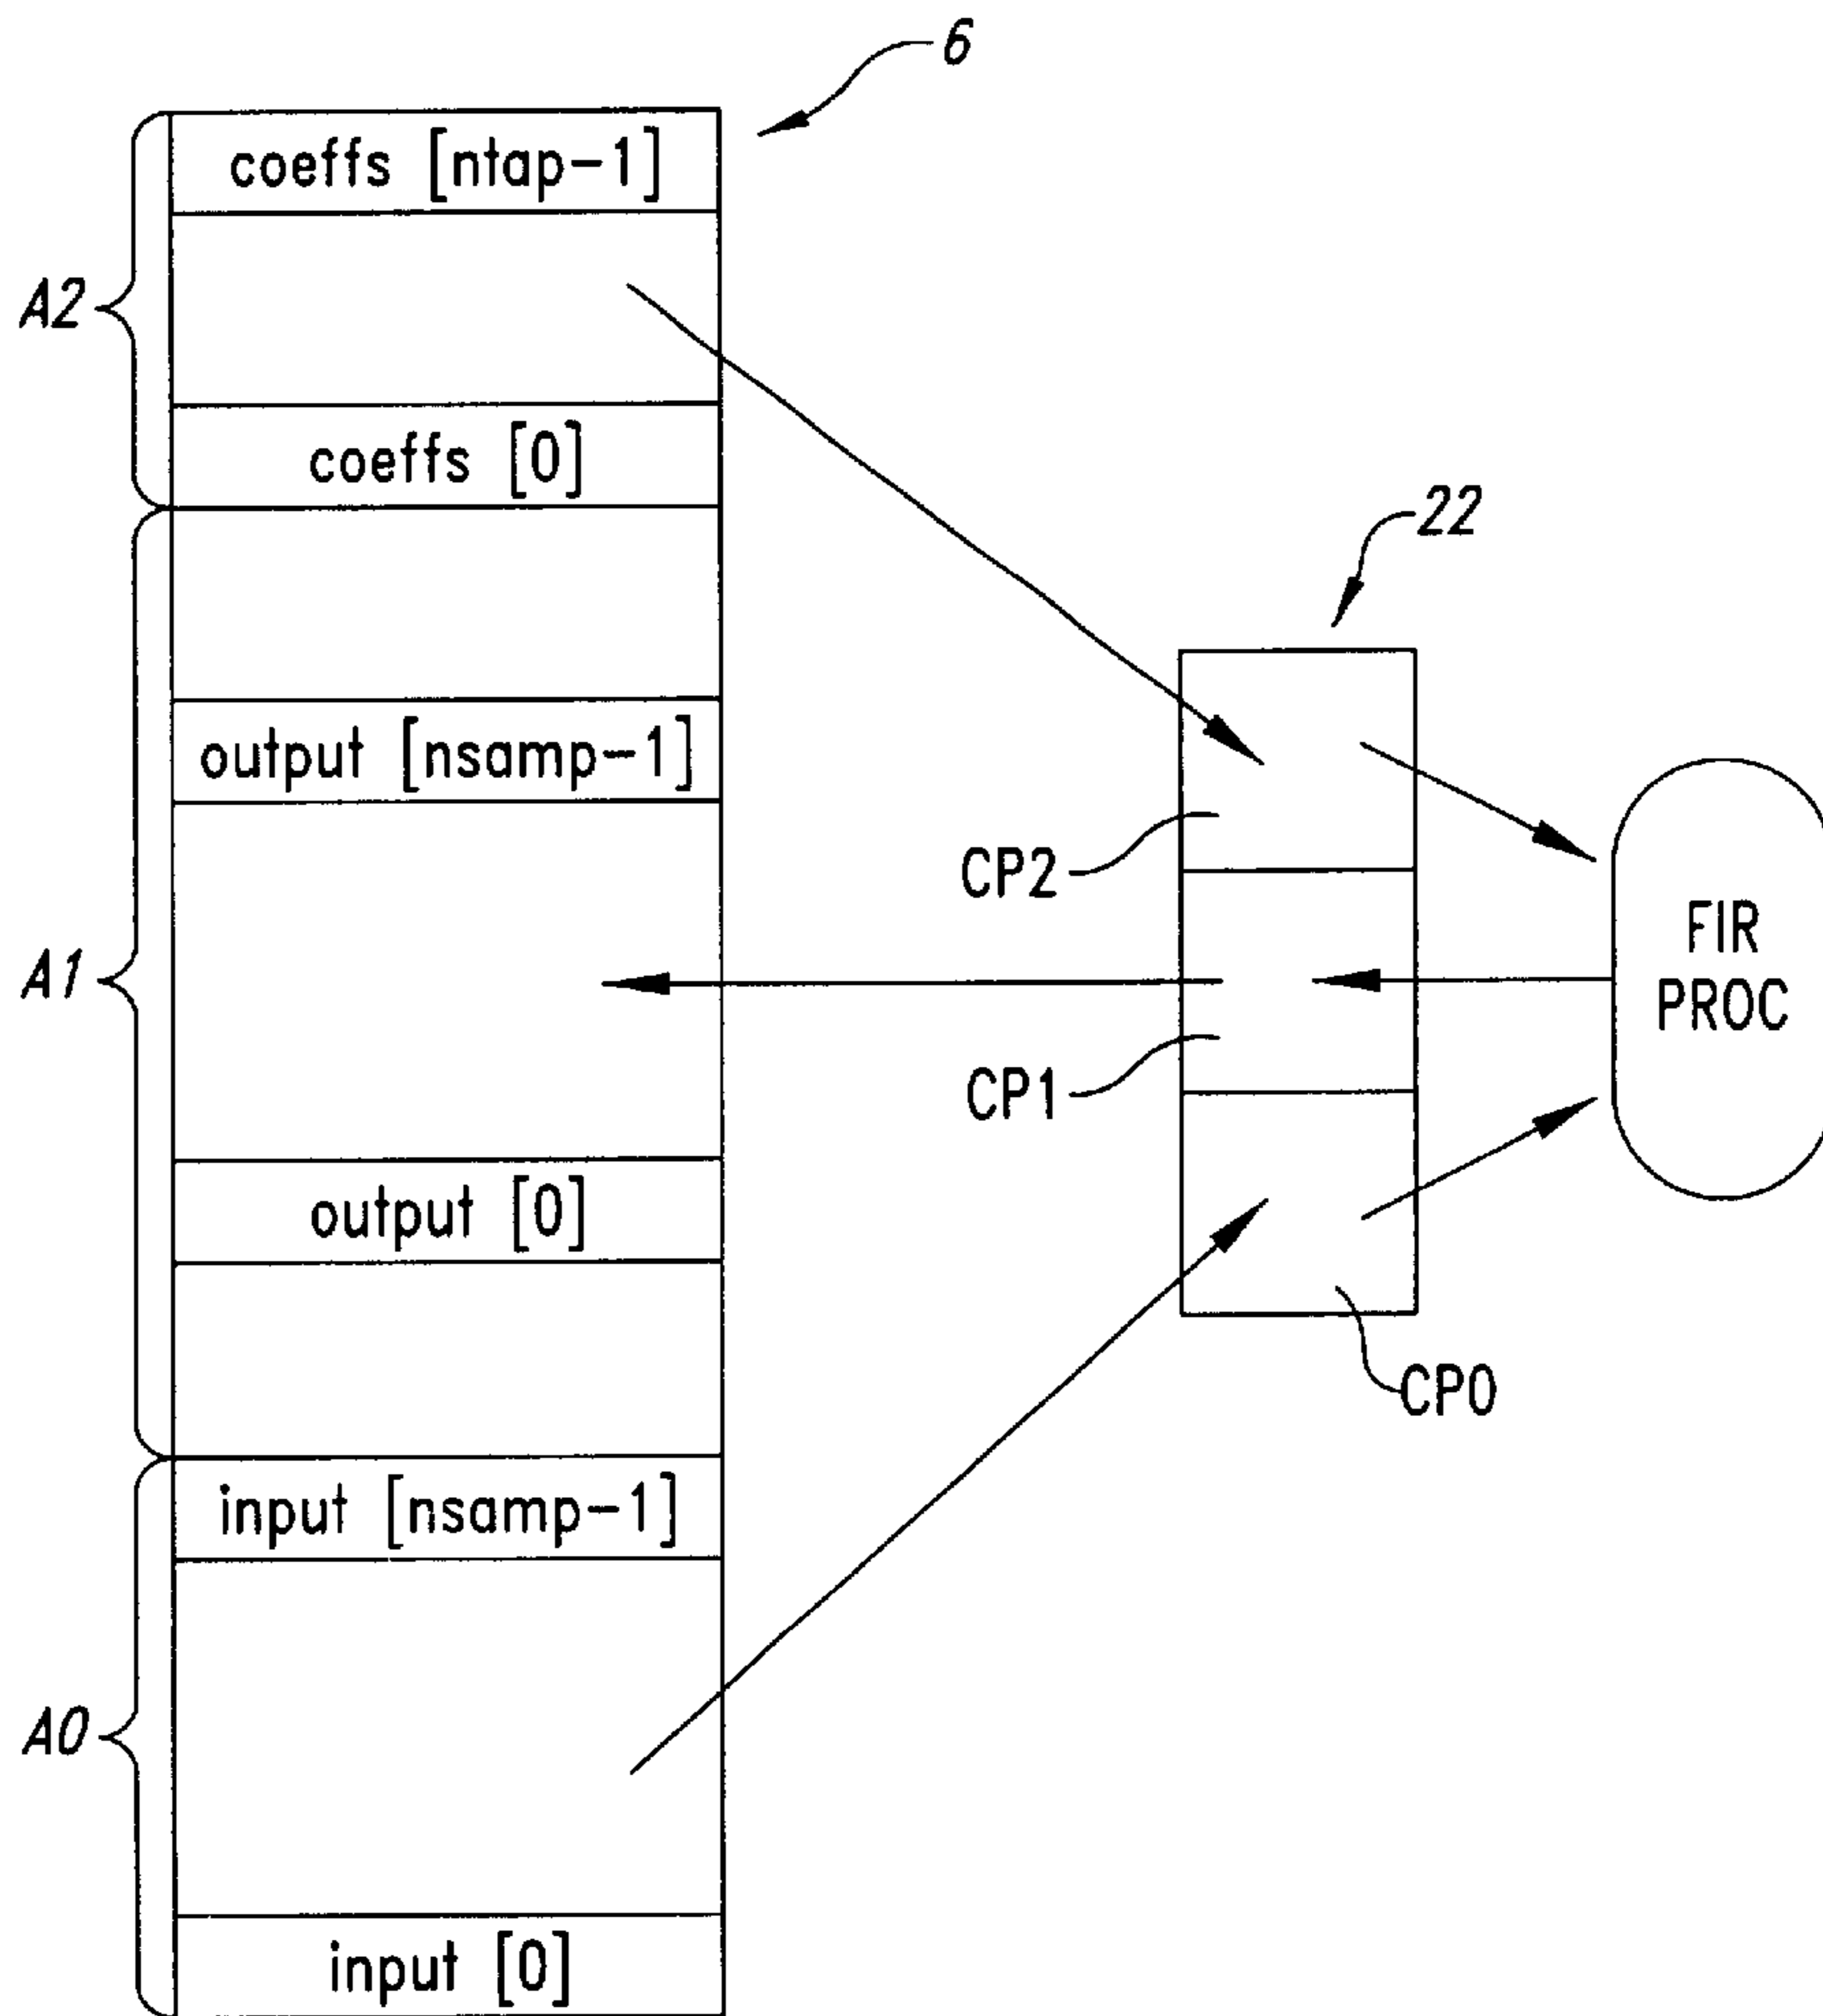 6
coeffs [ntap-1]
A2
coeffs [0]
22
output [nsamp-1]
CP2
FIR
PROC
A1
CP1
output [0]
CP0
input [nsamp-1]
A0
input [0]